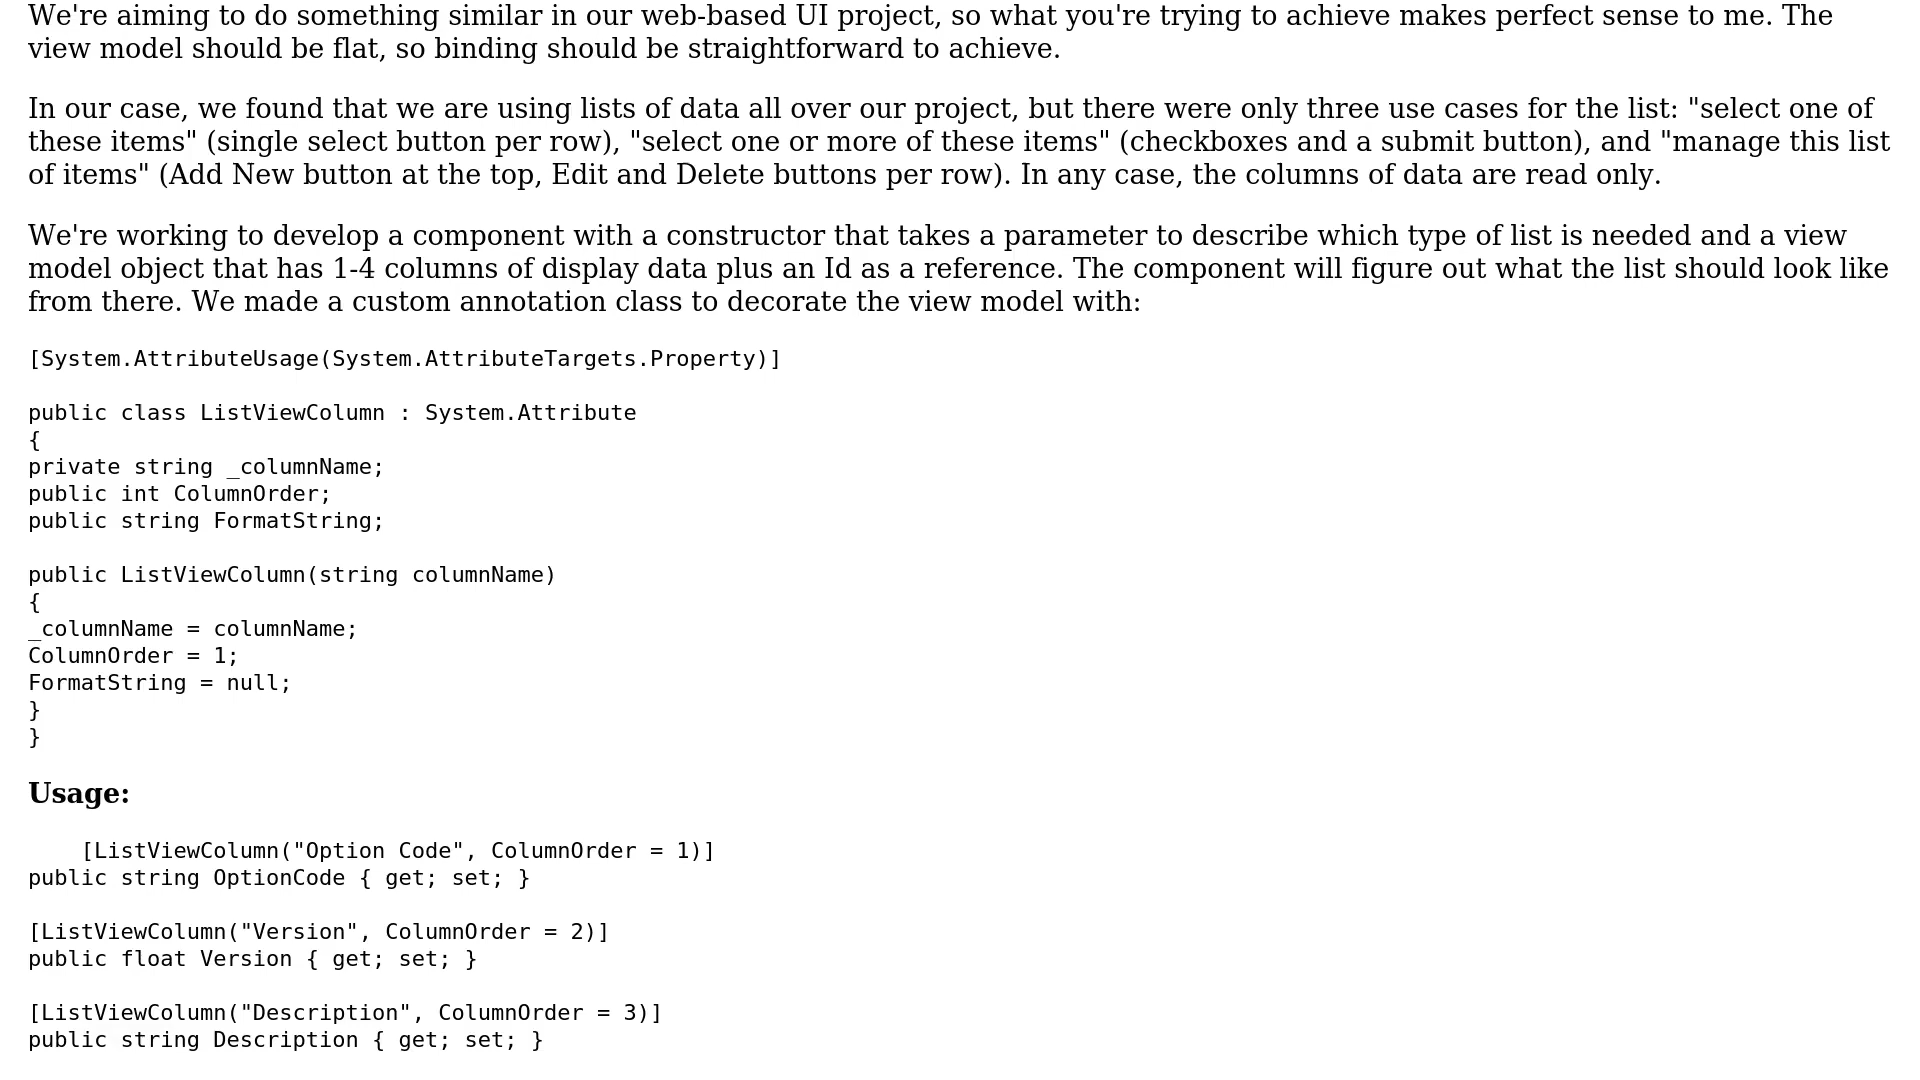 We're aiming to do something similar in our web-based UI project, so what you're trying to achieve makes perfect sense to me. The
view model should be flat, so binding should be straightforward to achieve.
In our case, we found that we are using lists of data all over our project, but there were only three use cases for the list: "select one of
these items" (single select button per row), "select one or more of these items" (checkboxes and a submit button), and "manage this list
of items" (Add New button at the top, Edit and Delete buttons per row). In any case, the columns of data are read only.
We're working to develop a component with a constructor that takes a parameter to describe which type of list is needed and a view
model object that has 1-4 columns of display data plus an Id as a reference. The component will figure out what the list should look like
from there. We made a custom annotation class to decorate the view model with:
[System.AttributeUsage(System.AttributeTargets.Property)]
public class ListViewColumn : System.Attribute
{
private string _columnName;
public int ColumnOrder;
public string FormatString;
public ListViewColumn(string columnName)
{
_columnName = columnName;
ColumnOrder = 1;
FormatString = null;
}
}
Usage:
[ListViewColumn("Option Code", ColumnOrder = 1)]
public string OptionCode { get; set; }
[ListViewColumn("Version", ColumnOrder = 2)]
public float Version { get; set; }
[ListViewColumn("Description", ColumnOrder = 3)]
public string Description { get; set; }